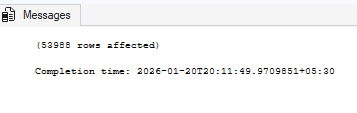 Messages
(53988 rows affected)
Completion time: 2026-01-20T20:11:49.9709851+05:30